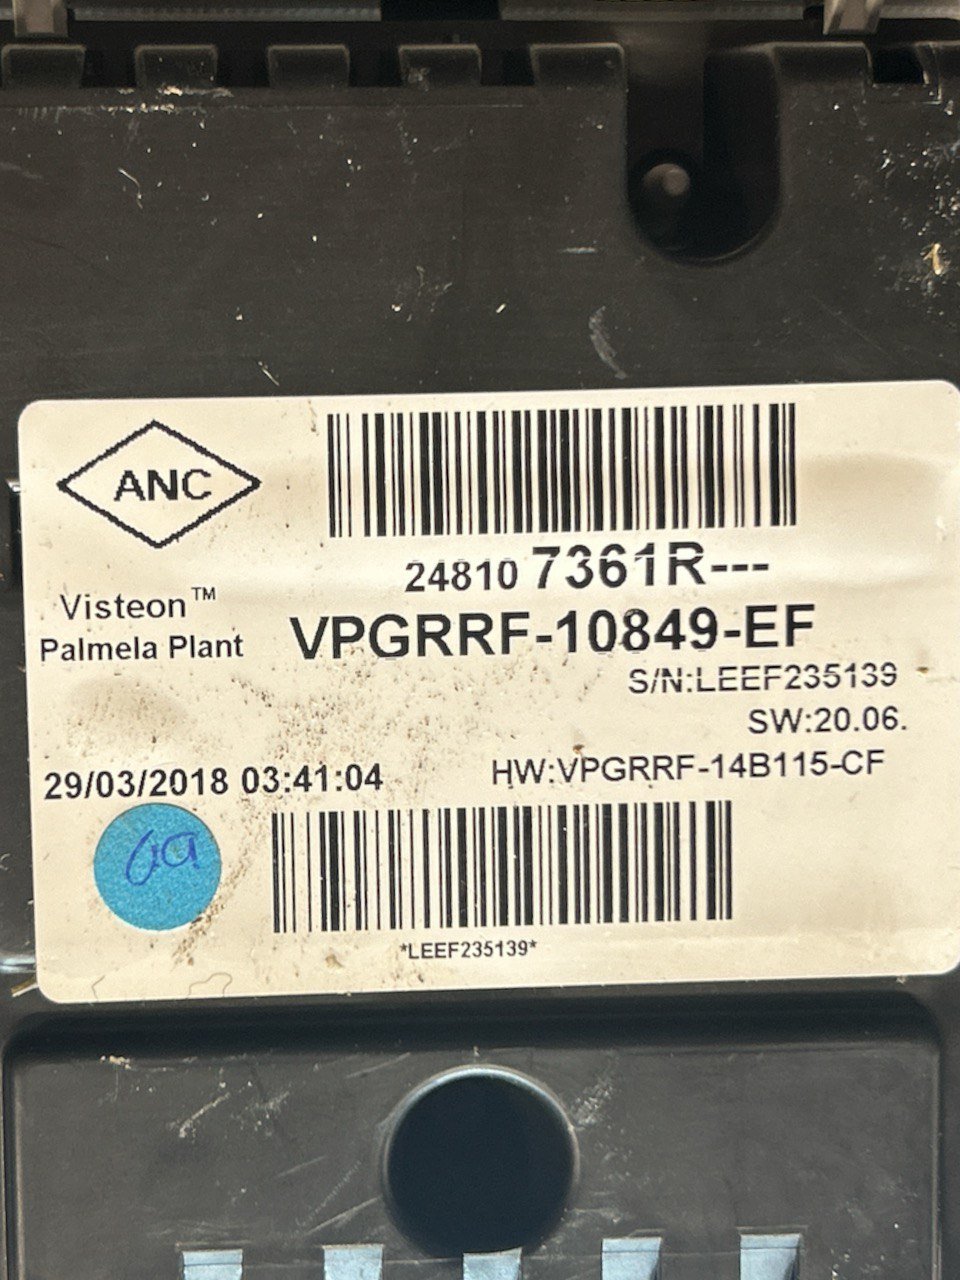 ANC
24810 7361R---
Visteon™
Palmela Plant
VPGRRF-10849-EF
S/N:LEEF235139
SW:20.06.
HW:VPGRRF-14B115-CF
29/03/2018 03:41:04
*LEEF235139*